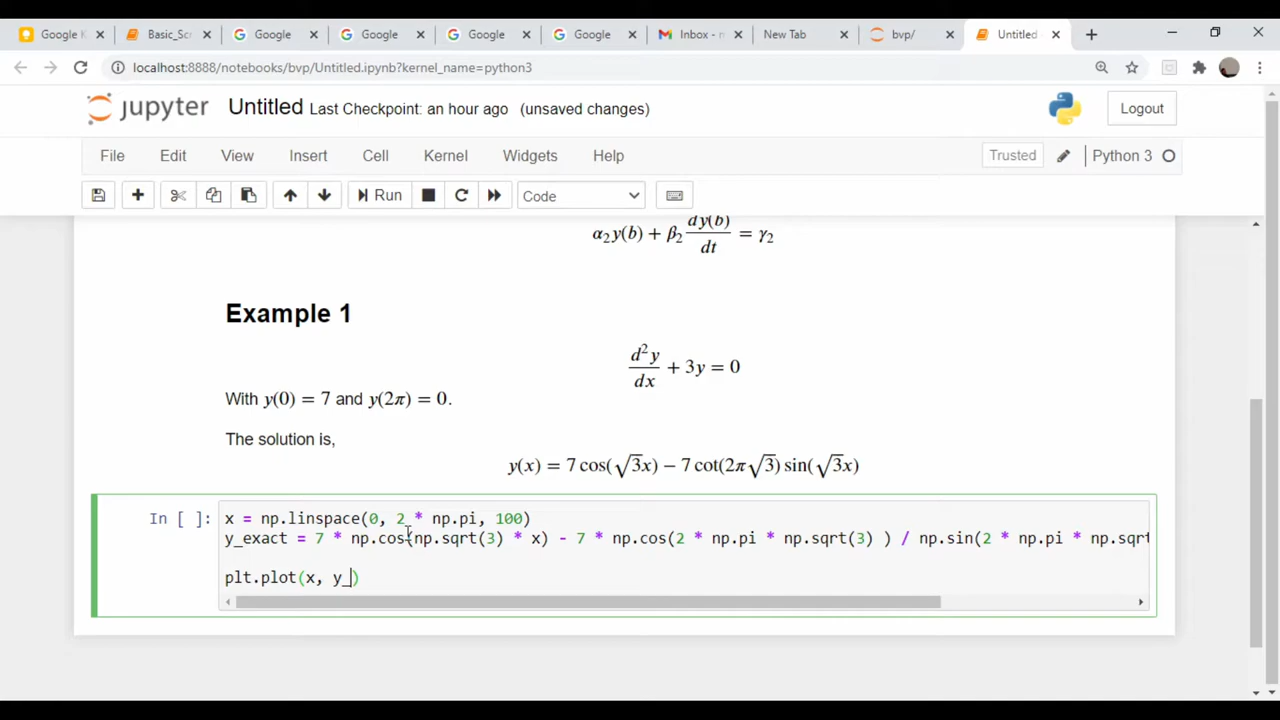 Google K
Basic_Scr
Google
Google
Google
Google
Inbox - n
New Tab
bvp/
Untitled
localhost:8888/notebooks/bvp/Untitled.ipynb?kernel_name=python3
jupyter Untitled Last Checkpoint: an hour ago (unsaved changes)
Logout
File Edit View Insert Cell Kernel Widgets Help
Trusted
Python 3
Run
Code
α₂y(b) + β₂ dy(b)/dt = γ₂
Example 1
d²y/dx + 3y = 0
With y(0) = 7 and y(2π) = 0.
The solution is,
y(x) = 7 cos(√3x) − 7 cot(2π√3) sin(√3x)
In [ ]:
x = np.linspace(0, 2 * np.pi, 100)
y_exact = 7 * np.cos(np.sqrt(3) * x) - 7 * np.cos(2 * np.pi * np.sqrt(3) ) / np.sin(2 * np.pi * np.sqrt
plt.plot(x, y_)